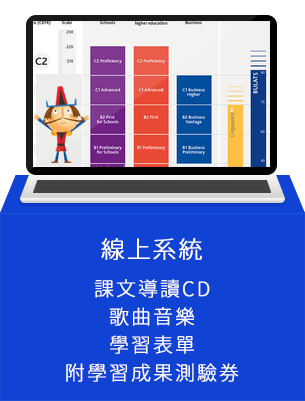 (CEFR)
Scale
Schools
higher education
Business
230
220
210
C2
C2 Proficiency
C2 Proficiency
C1 Advanced
C1 Advanced
C1 Business
Higher
B2 First
for Schools
B2 First
B2 Business
Vantage
B1 Preliminary
for Schools
B1 Preliminary
B1 Business
Preliminary
BULATS
90
75
60
40
線上系統
課文導讀CD
歌曲音樂
學習表單
附學習成果測驗券